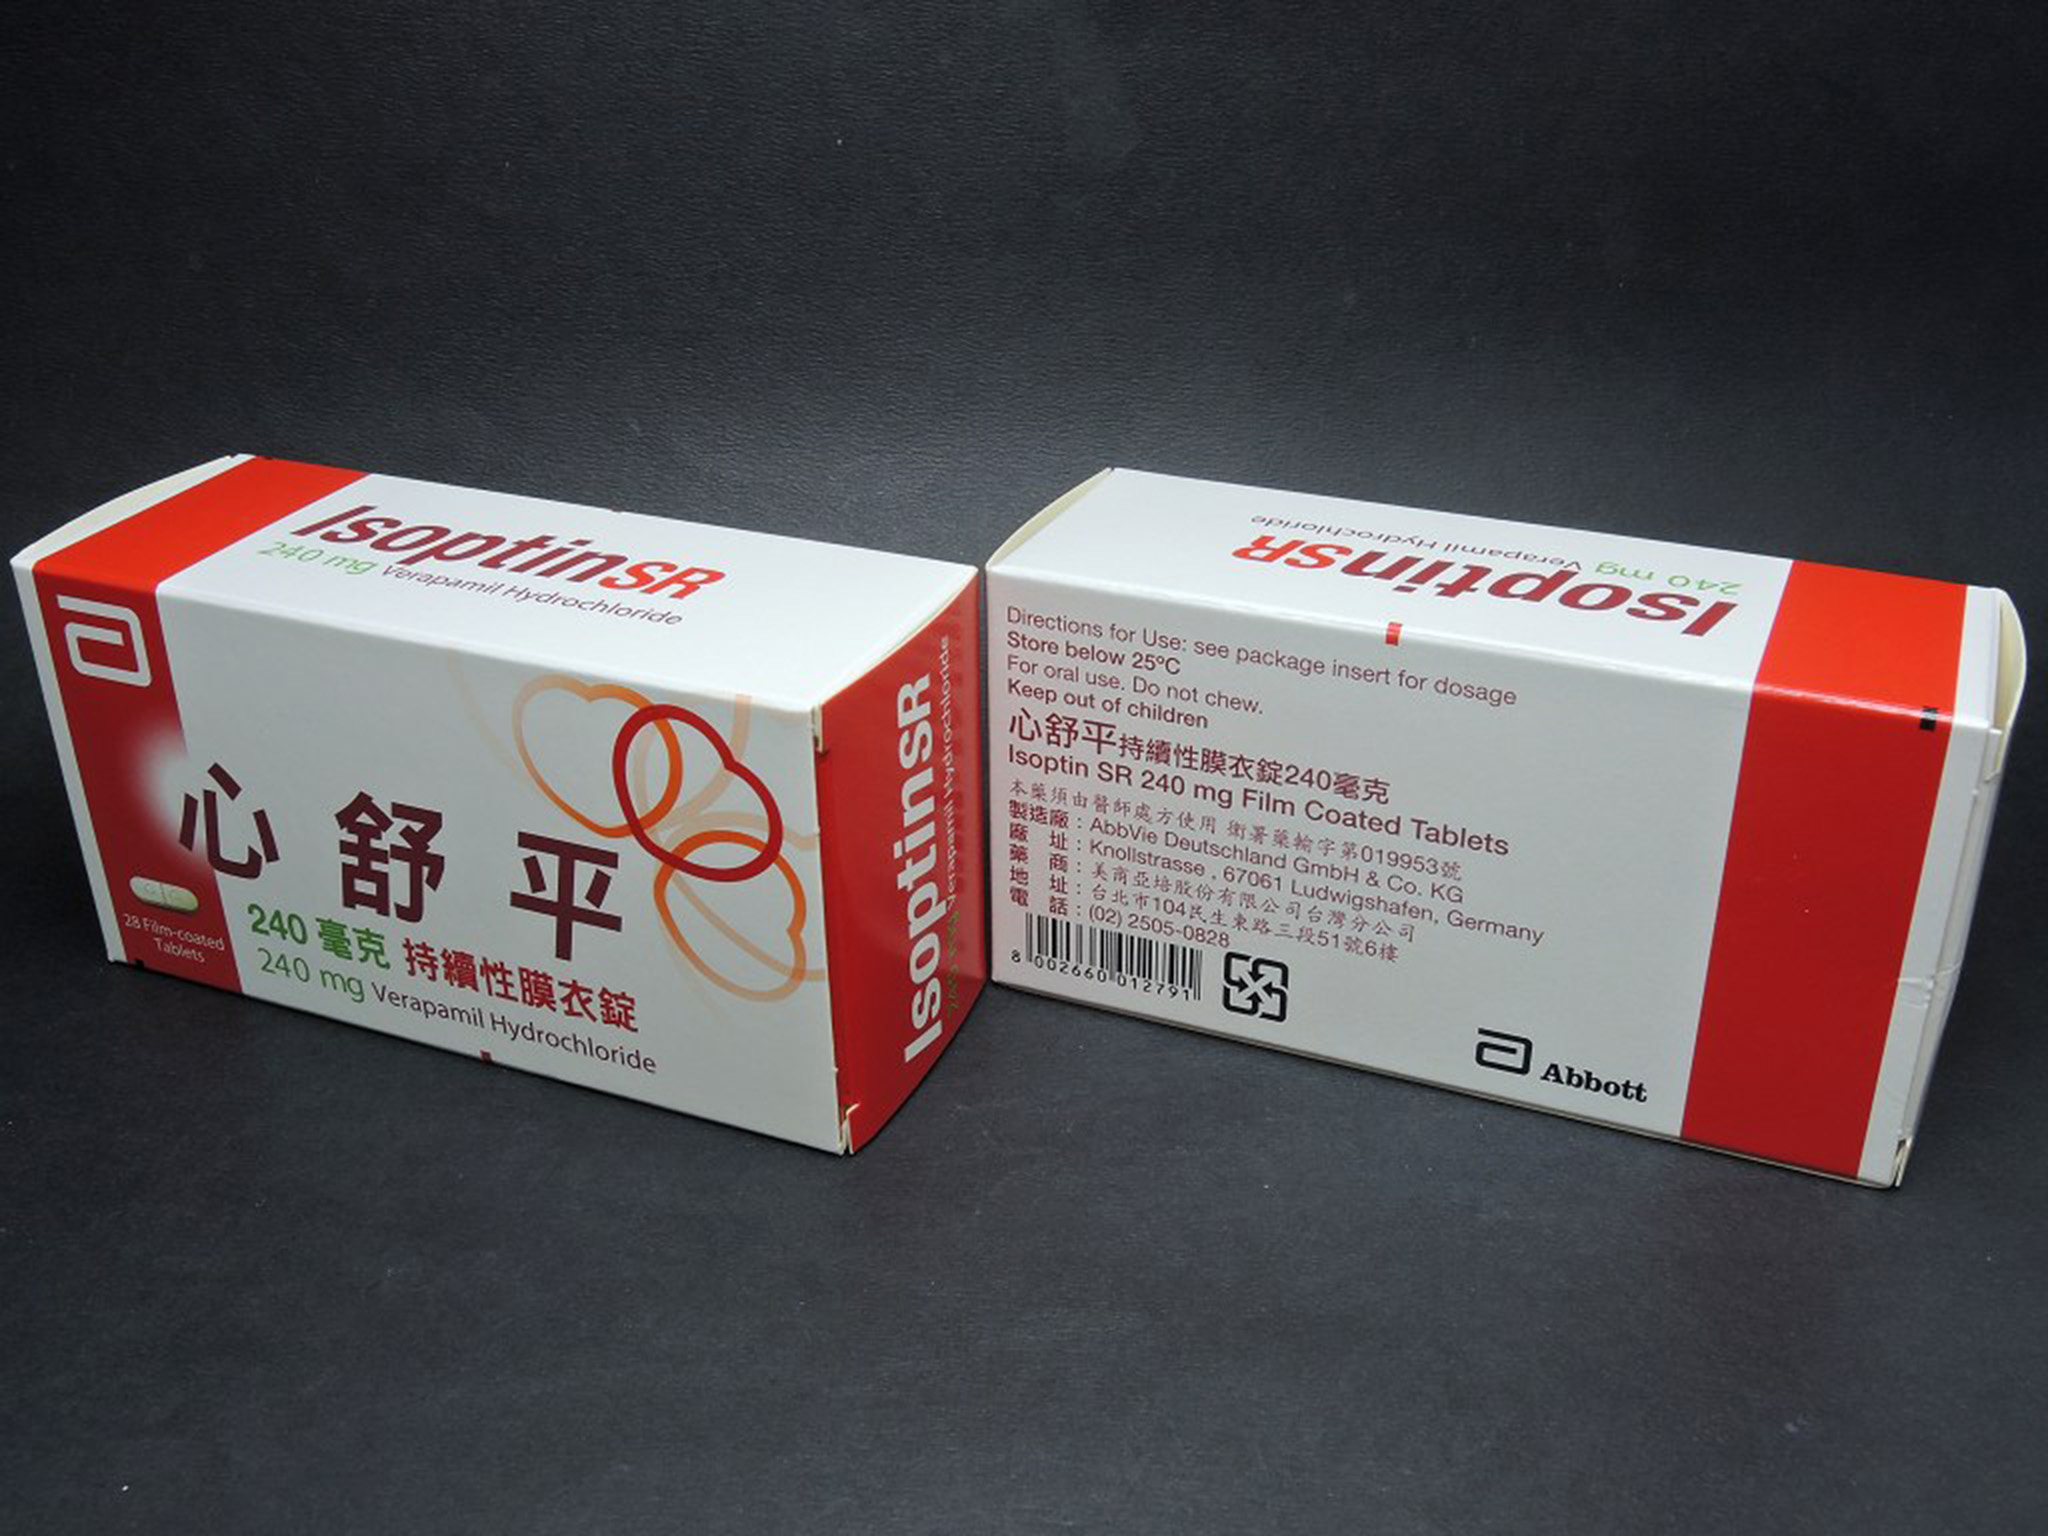 IsoptinSR
240 mg Verapamil Hydrochloride
心舒平
240 毫克 持續性膜衣錠
240 mg Verapamil Hydrochloride
28 Film-coated
Tablets
IsoptinSR
Verapamil Hydrochloride
IsoptinSR
240 mg Verapamil Hydrochloride
Directions for Use: see package insert for dosage
Store below 25ºC
For oral use. Do not chew.
Keep out of children
心舒平持續性膜衣錠240毫克
Isoptin SR 240 mg Film Coated Tablets
本藥須由醫師處方使用 衛署藥輸字第019953號
製造廠:AbbVie Deutschland GmbH & Co. KG
廠 址:Knollstrasse , 67061 Ludwigshafen, Germany
藥 商:美商亞培股份有限公司台灣分公司
地 址:台北市104民生東路三段51號6樓
電 話:(02) 2505-0828
8 002660 012791
Abbott